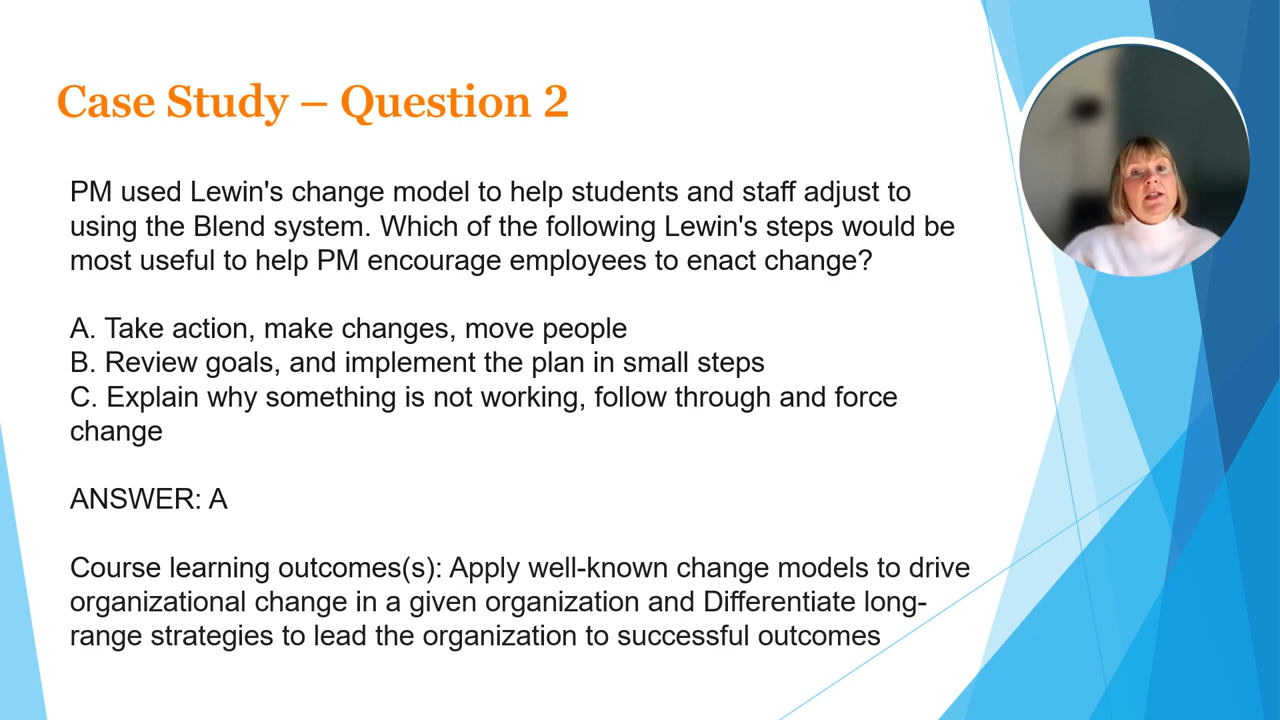 Case Study – Question 2
PM used Lewin's change model to help students and staff adjust to
using the Blend system. Which of the following Lewin's steps would be
most useful to help PM encourage employees to enact change?
A. Take action, make changes, move people
B. Review goals, and implement the plan in small steps
C. Explain why something is not working, follow through and force
change
ANSWER: A
Course learning outcomes(s): Apply well-known change models to drive
organizational change in a given organization and Differentiate long-
range strategies to lead the organization to successful outcomes